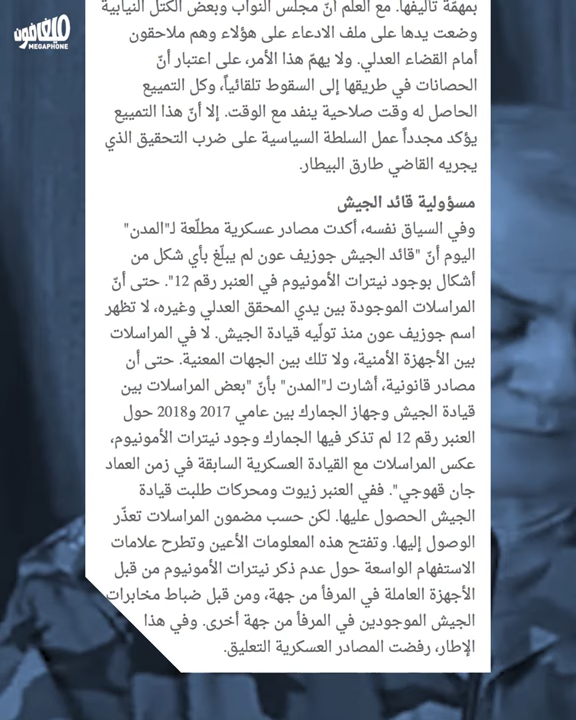 ميغافون
MEGAPHONE
بمهمّة تأليفها. مع العلم أنّ مجلس النواب وبعض الكتل النيابية
وضعت يدها على ملف الادعاء على هؤلاء وهم ملاحقون
أمام القضاء العدلي. ولا يهمّ هذا الأمر، على اعتبار أنّ
الحصانات في طريقها إلى السقوط تلقائياً، وكل التمييع
الحاصل له وقت صلاحية ينفد مع الوقت. إلا أنّ هذا التمييع
يؤكد مجدداً عمل السلطة السياسية على ضرب التحقيق الذي
يجريه القاضي طارق البيطار.
مسؤولية قائد الجيش
وفي السياق نفسه، أكدت مصادر عسكرية مطلّعة لـ"المدن"
اليوم أنّ "قائد الجيش جوزيف عون لم يبلّغ بأي شكل من
أشكال بوجود نيترات الأمونيوم في العنبر رقم 12". حتى أنّ
المراسلات الموجودة بين يدي المحقق العدلي وغيره، لا تظهر
اسم جوزيف عون منذ تولّيه قيادة الجيش. لا في المراسلات
بين الأجهزة الأمنية، ولا تلك بين الجهات المعنية. حتى أن
مصادر قانونية، أشارت لـ"المدن" بأنّ "بعض المراسلات بين
قيادة الجيش وجهاز الجمارك بين عامي 2017 و2018 حول
العنبر رقم 12 لم تذكر فيها الجمارك وجود نيترات الأمونيوم،
عكس المراسلات مع القيادة العسكرية السابقة في زمن العماد
جان قهوجي". ففي العنبر زيوت ومحركات طلبت قيادة
الجيش الحصول عليها. لكن حسب مضمون المراسلات تعذّر
الوصول إليها. وتفتح هذه المعلومات الأعين وتطرح علامات
الاستفهام الواسعة حول عدم ذكر نيترات الأمونيوم من قبل
الأجهزة العاملة في المرفأ من جهة، ومن قبل ضباط مخابرات
الجيش الموجودين في المرفأ من جهة أخرى. وفي هذا
الإطار، رفضت المصادر العسكرية التعليق.